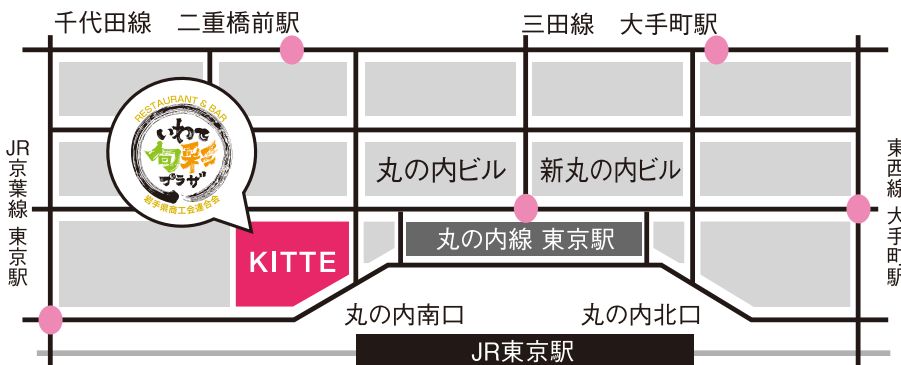 千代田線 二重橋前駅
三田線 大手町駅
RESTAURANT & BAR
いわて
旬彩
プラザ
岩手県商工会連合会
JR京葉線 東京駅
丸の内ビル
新丸の内ビル
東西線 大手町駅
KITTE
丸の内線 東京駅
丸の内南口
丸の内北口
JR東京駅